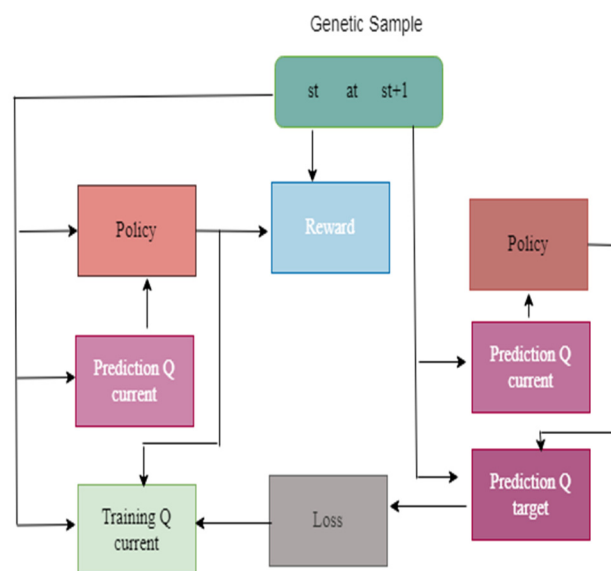 Genetic Sample
st at st+1
Policy
Reward
Policy
Prediction Q
current
Prediction Q
current
Training Q
current
Loss
Prediction Q
target